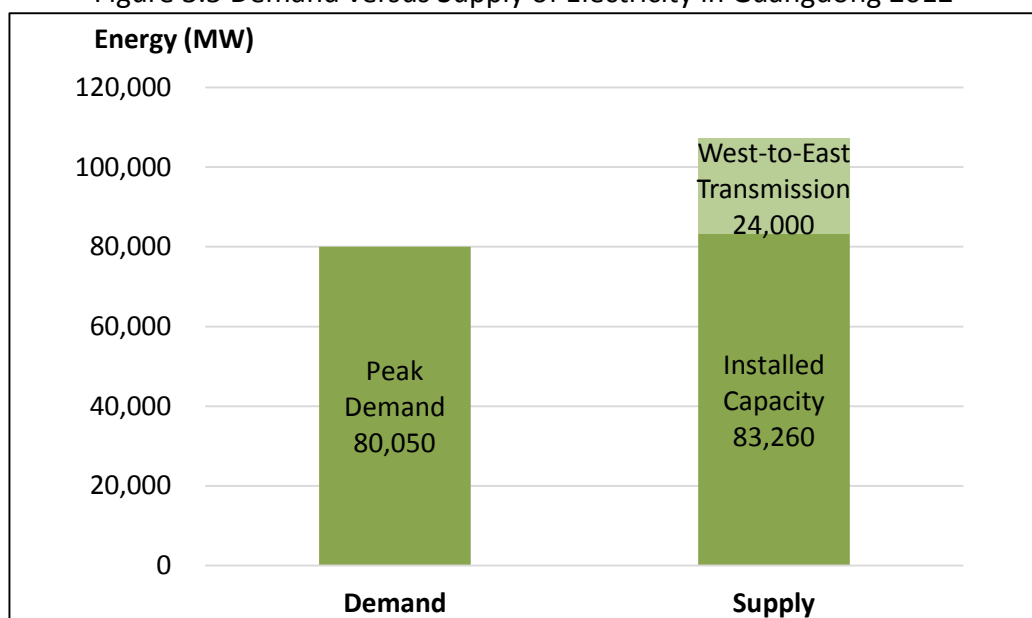 Energy (MW)
120,000
100,000
80,000
60,000
40,000
20,000
0
Peak
Demand
80,050
West-to-East
Transmission
24,000
Installed
Capacity
83,260
Demand
Supply